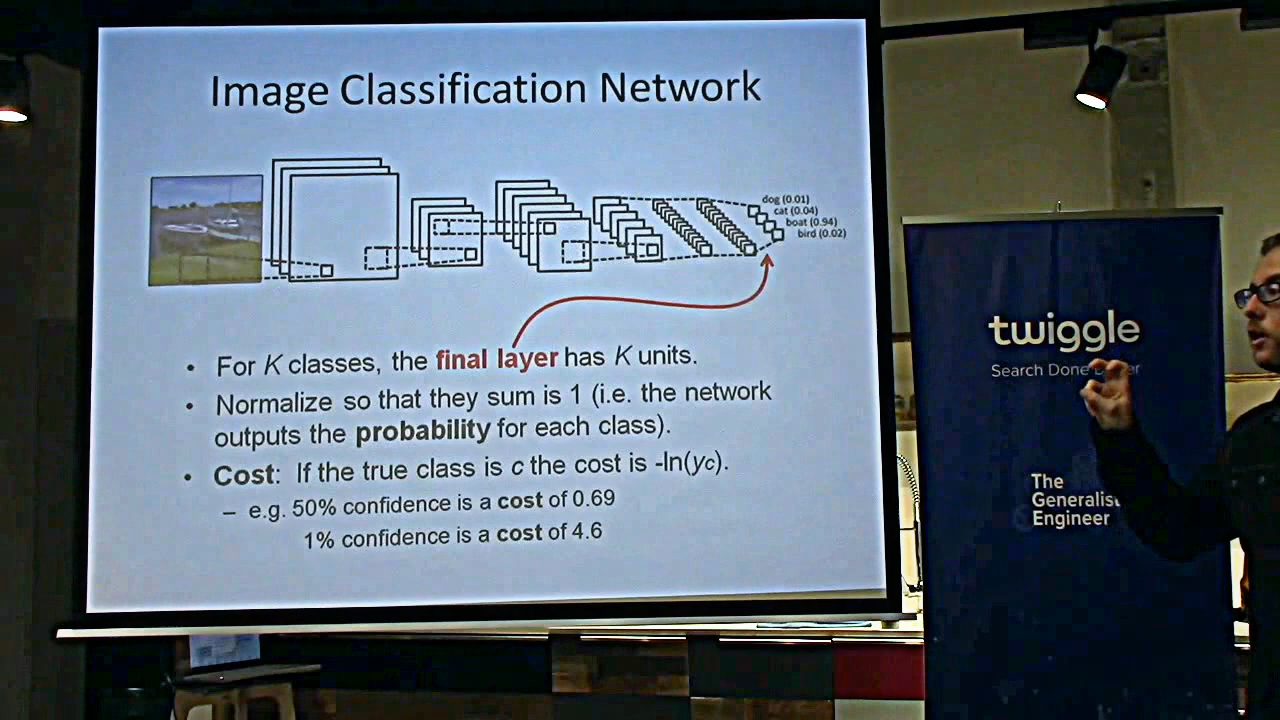 Image Classification Network
dog (0.01)
cat (0.04)
boat (0.94)
bird (0.02)
• For K classes, the final layer has K units.
• Normalize so that they sum is 1 (i.e. the network
outputs the probability for each class).
• Cost: If the true class is c the cost is -ln(yc).
– e.g. 50% confidence is a cost of 0.69
1% confidence is a cost of 4.6
twiggle
Search Done
The
Generalist
Engineer